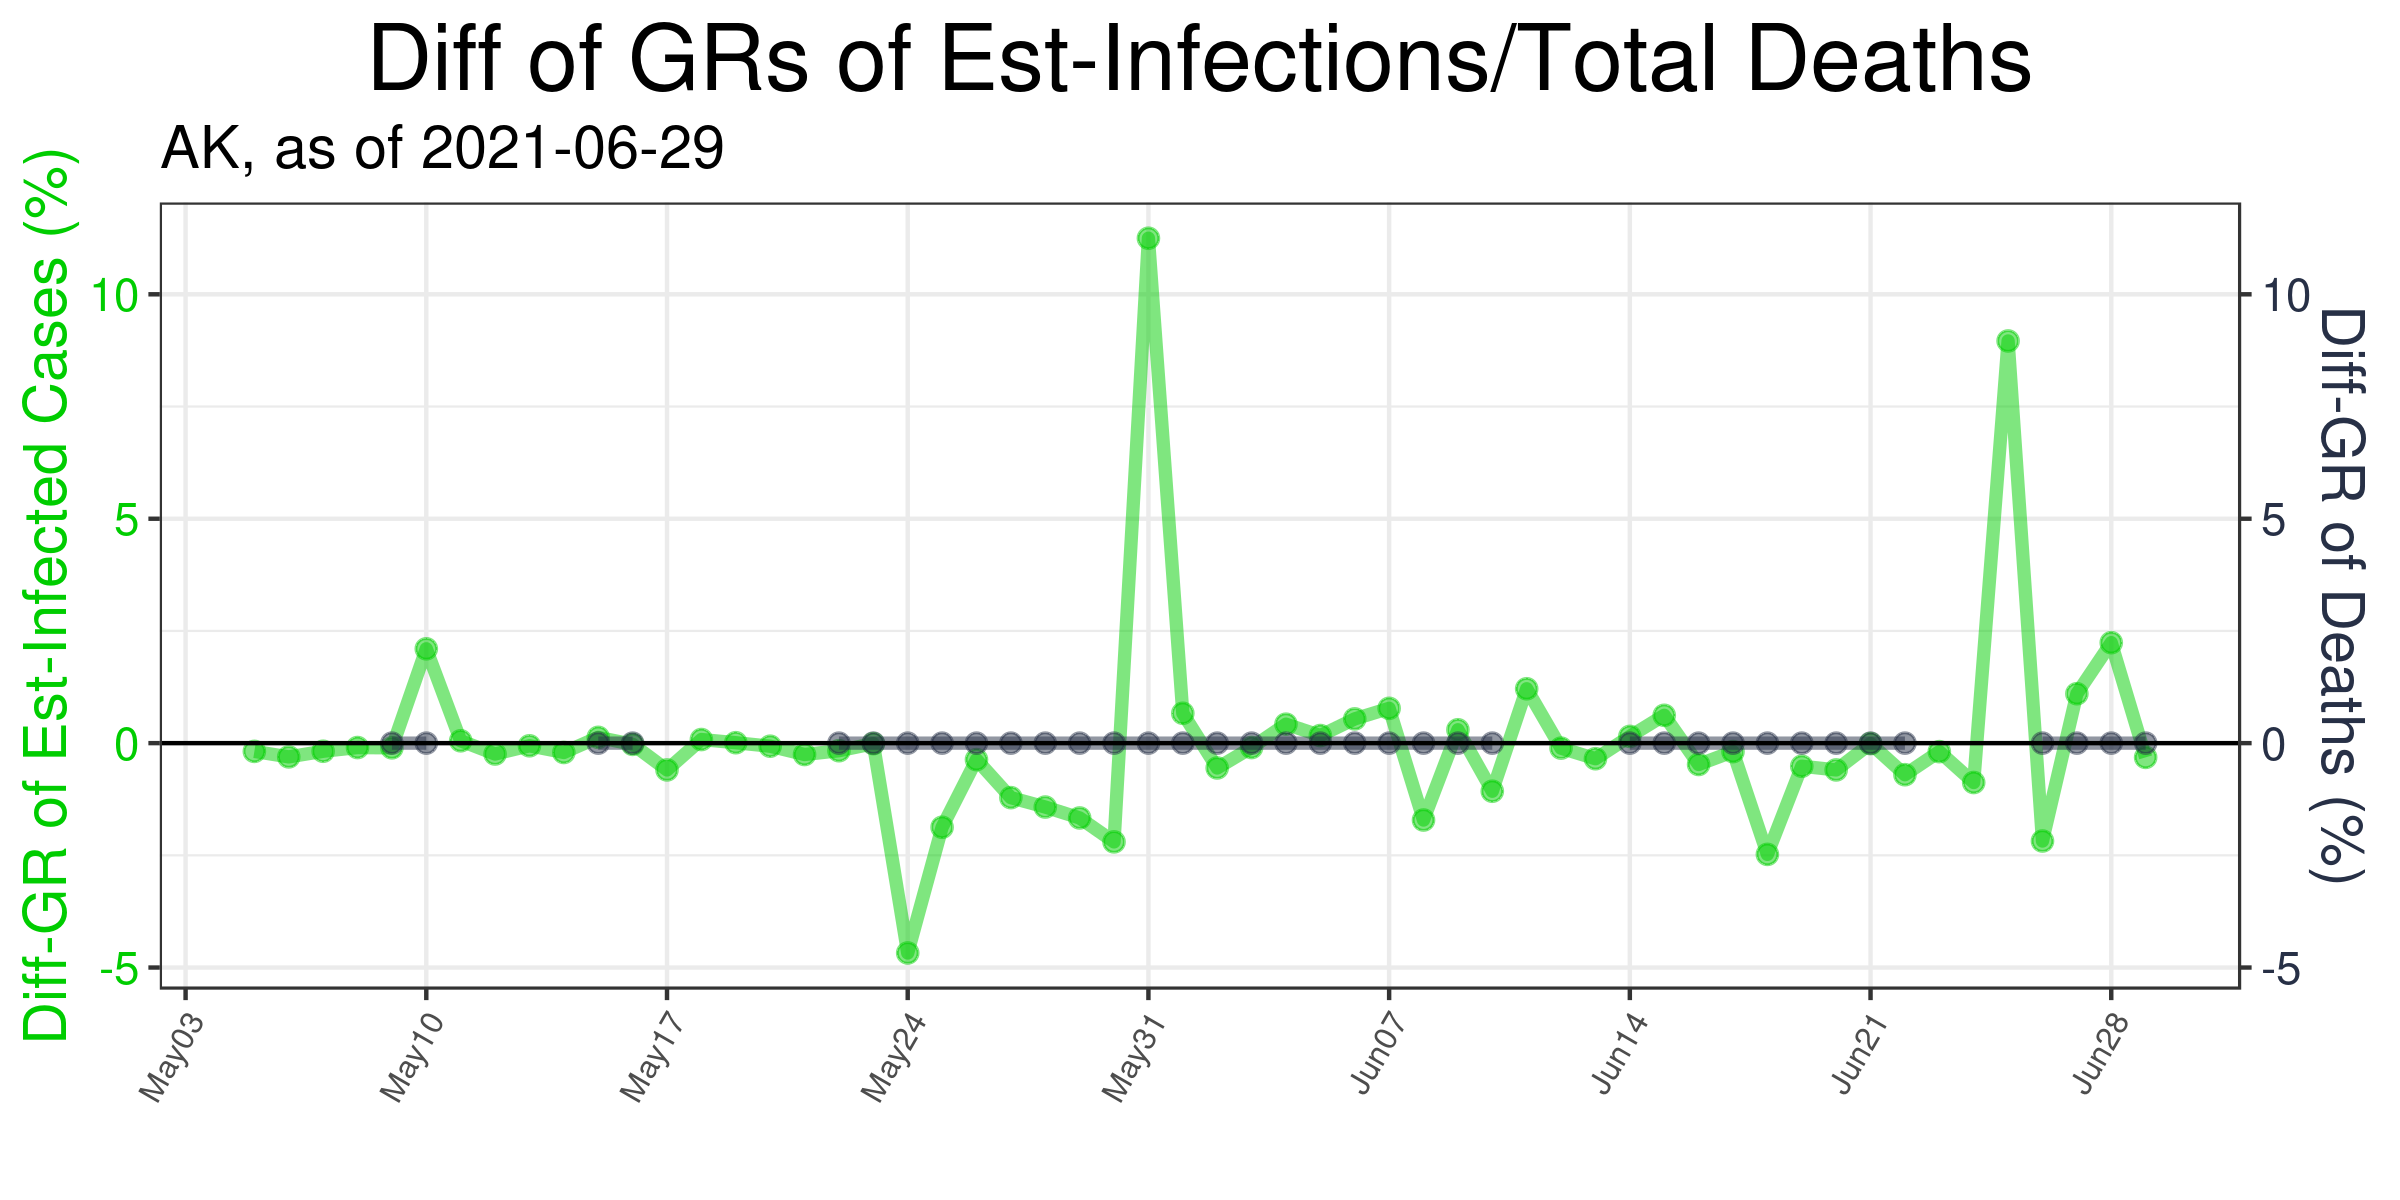 Diff of GRs of Est-Infections/Total Deaths
AK, as of 2021-06-29
Diff-GR of Est-Infected Cases (%)
10
5
0
-5
10
5
0
-5
Diff-GR of Deaths (%)
May03
May10
May17
May24
May31
Jun07
Jun14
Jun21
Jun28